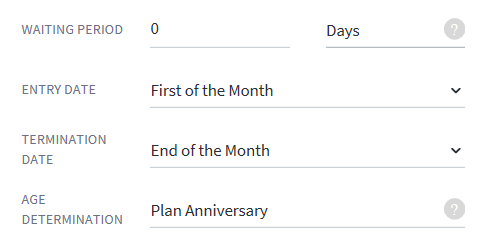 WAITING PERIOD 0 Days ?
ENTRY DATE First of the Month
TERMINATION
DATE End of the Month
AGE
DETERMINATION Plan Anniversary ?